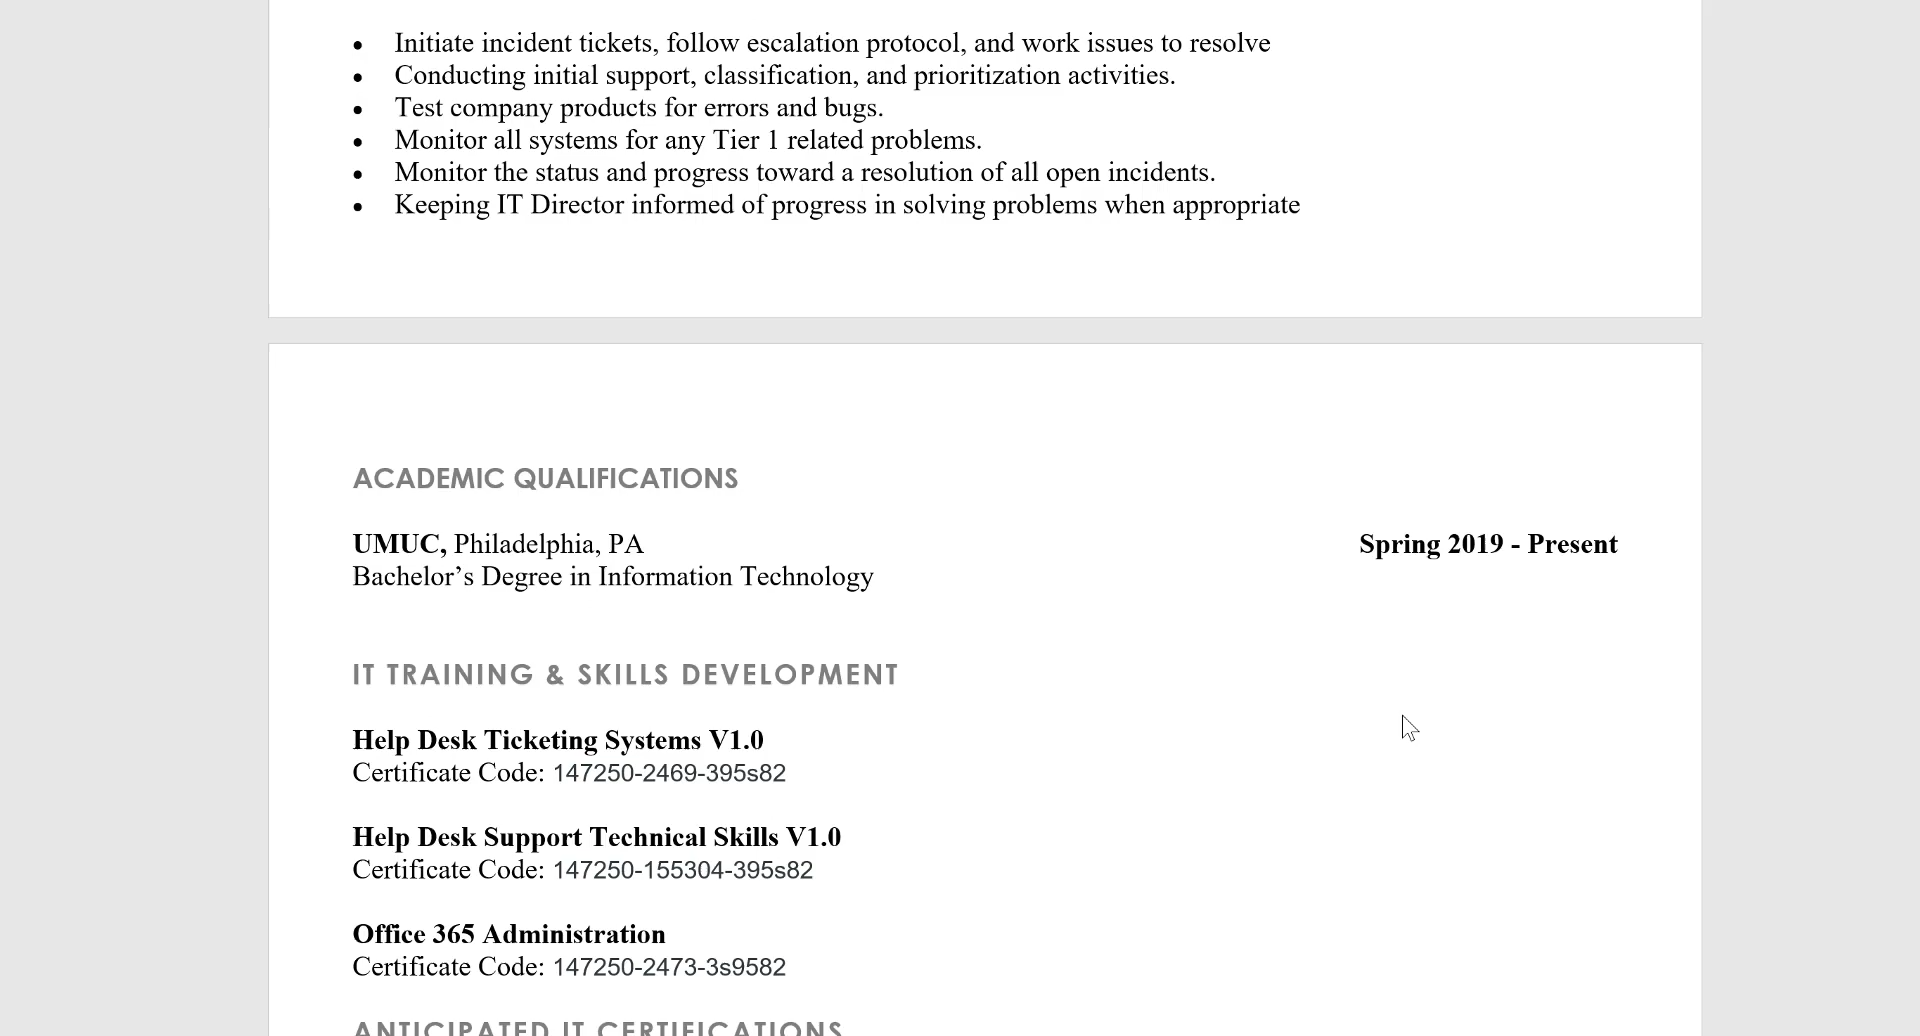 • Initiate incident tickets, follow escalation protocol, and work issues to resolve
• Conducting initial support, classification, and prioritization activities.
• Test company products for errors and bugs.
• Monitor all systems for any Tier 1 related problems.
• Monitor the status and progress toward a resolution of all open incidents.
• Keeping IT Director informed of progress in solving problems when appropriate
ACADEMIC QUALIFICATIONS
UMUC, Philadelphia, PA Spring 2019 - Present
Bachelor’s Degree in Information Technology
IT TRAINING & SKILLS DEVELOPMENT
Help Desk Ticketing Systems V1.0
Certificate Code: 147250-2469-395s82
Help Desk Support Technical Skills V1.0
Certificate Code: 147250-155304-395s82
Office 365 Administration
Certificate Code: 147250-2473-3s9582
ANTICIPATED IT CERTIFICATIONS